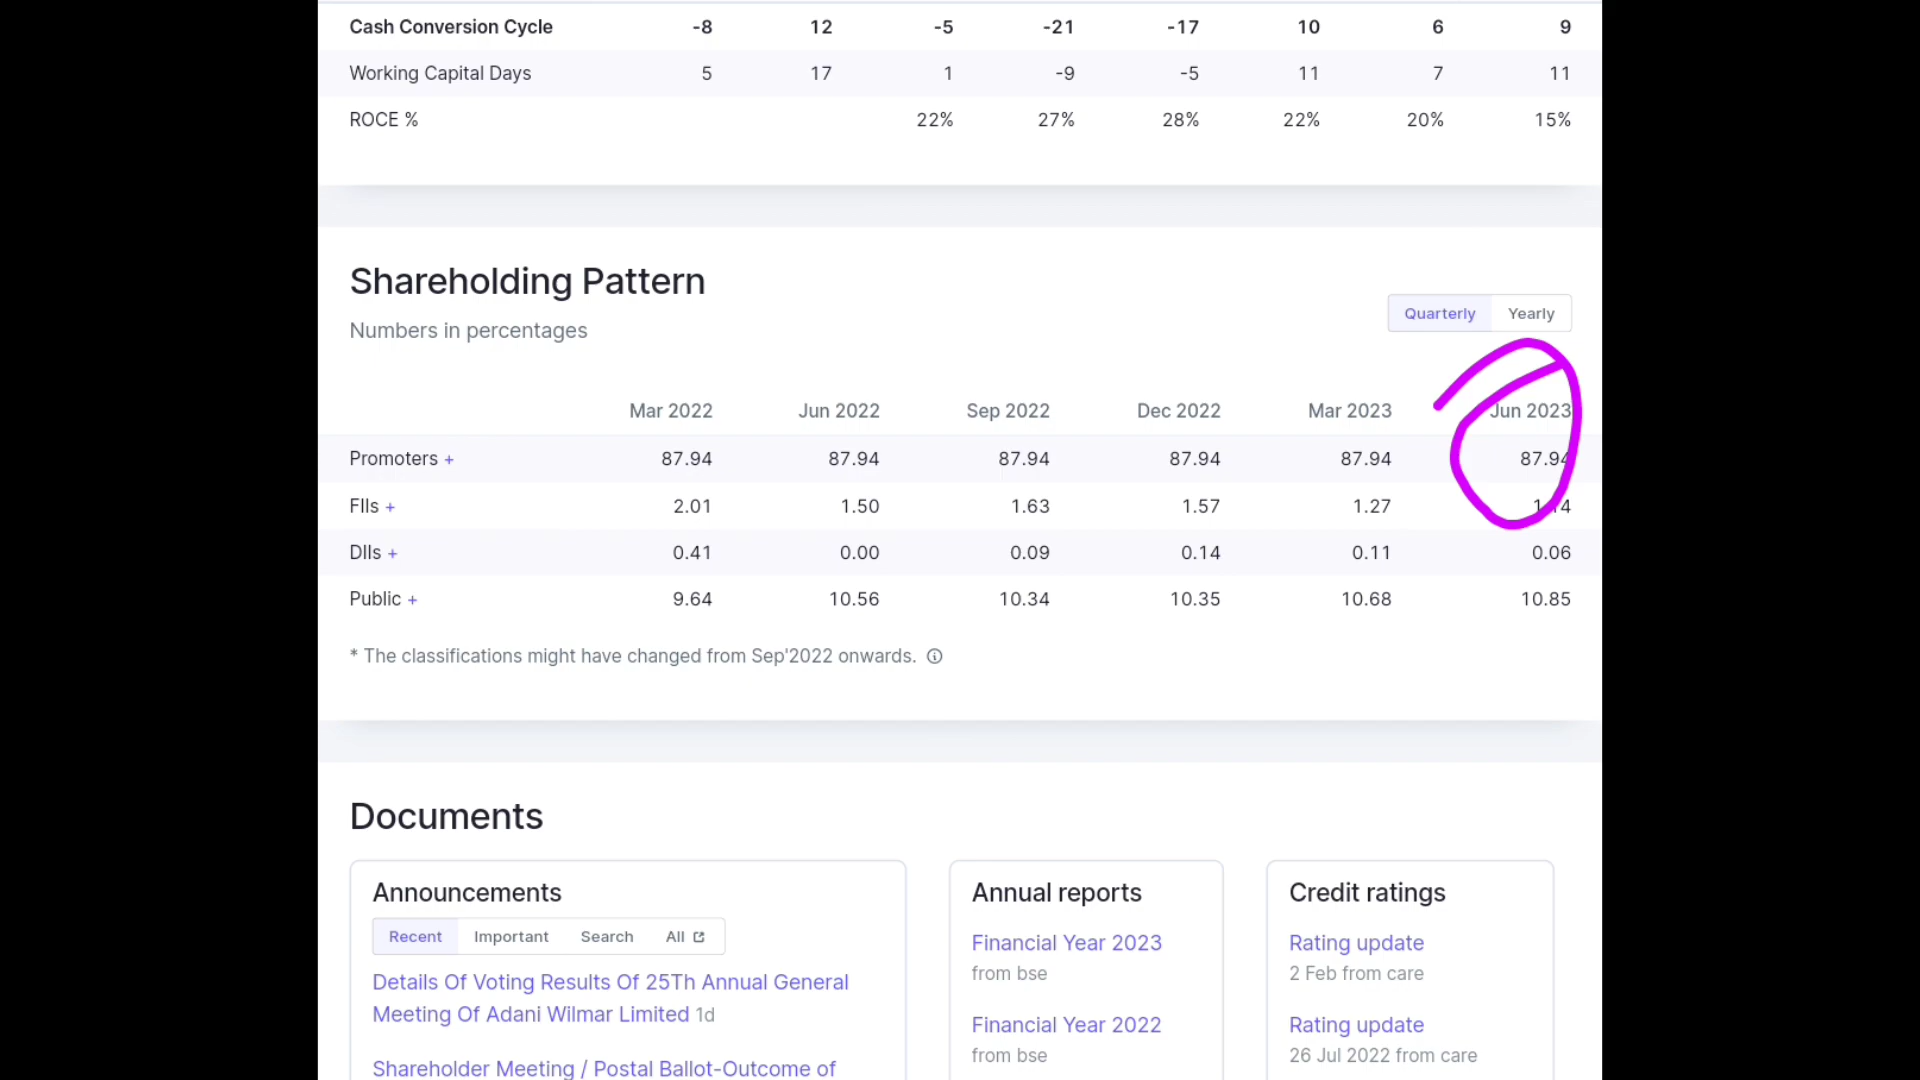 Cash Conversion Cycle -8 12 -5 -21 -17 10 6 9
Working Capital Days 5 17 1 -9 -5 11 7 11
ROCE % 22% 27% 28% 22% 20% 15%
Shareholding Pattern
Numbers in percentages
Quarterly Yearly
Mar 2022 Jun 2022 Sep 2022 Dec 2022 Mar 2023 Jun 2023
Promoters + 87.94 87.94 87.94 87.94 87.94 87.94
FIIs + 2.01 1.50 1.63 1.57 1.27
DIIs + 0.41 0.00 0.09 0.14 0.11 0.06
Public + 9.64 10.56 10.34 10.35 10.68 10.85
* The classifications might have changed from Sep'2022 onwards.
Documents
Announcements
Recent Important Search All
Details Of Voting Results Of 25Th Annual General
Meeting Of Adani Wilmar Limited 1d
Shareholder Meeting / Postal Ballot-Outcome of
Annual reports
Financial Year 2023
from bse
Financial Year 2022
from bse
Credit ratings
Rating update
2 Feb from care
Rating update
26 Jul 2022 from care